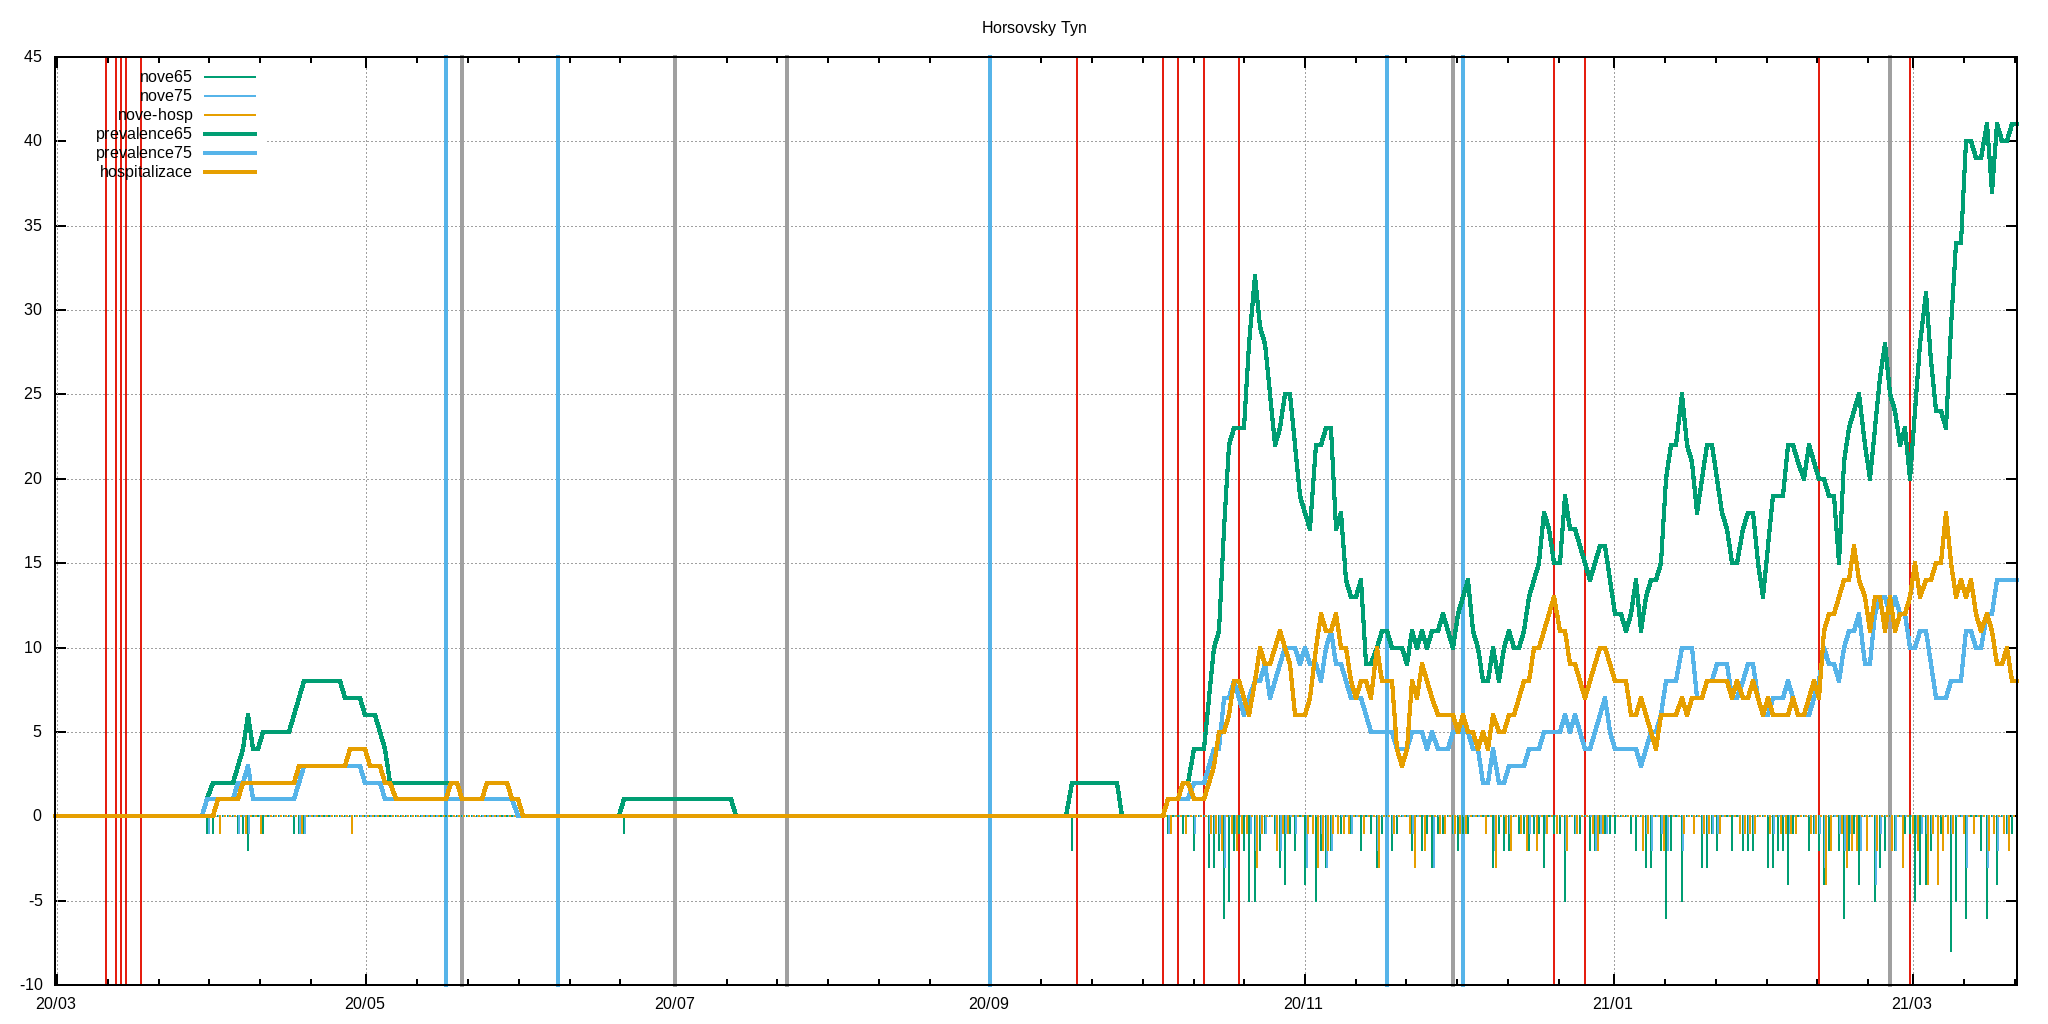 Horsovsky Tyn
45
40
35
30
25
20
15
10
5
0
-5
-10
nove65
nove75
nove-hosp
prevalence65
prevalence75
hospitalizace
20/03 20/05 20/07 20/09 20/11 21/01 21/03